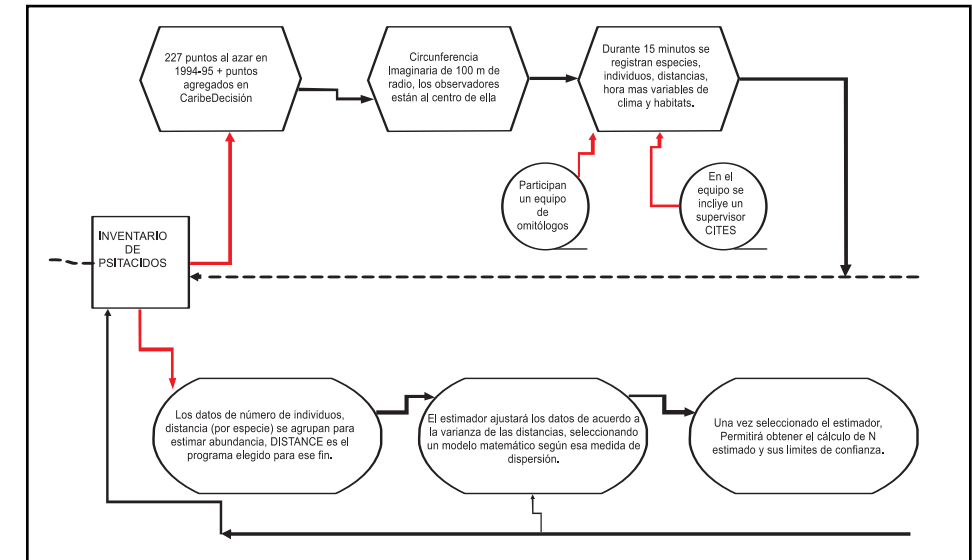 227 puntos al azar en
1994-95 + puntos
agregados en
CaribeDecisión
Circunferencia
Imaginaria de 100 m de
radio, los observadores
están al centro de ella
Durante 15 minutos se
registran especies,
individuos, distancias,
hora mas variables de
clima y habitats.
Participan
un equipo
de
omitólogos
En el
equipo se
incliye un
supervisor
CITES
INVENTARIO
DE
PSITACIDOS
Los datos de número de individuos,
distancia (por especie) se agrupan para
estimar abundancia, DISTANCE es el
programa elegido para ese fin.
El estimador ajustará los datos de acuerdo a
la varianza de las distancias, seleccionando
un modelo matemático según esa medida de
dispersión.
Una vez seleccionado el estimador,
Permitirá obtener el cálculo de N
estimado y sus limites de confianza.